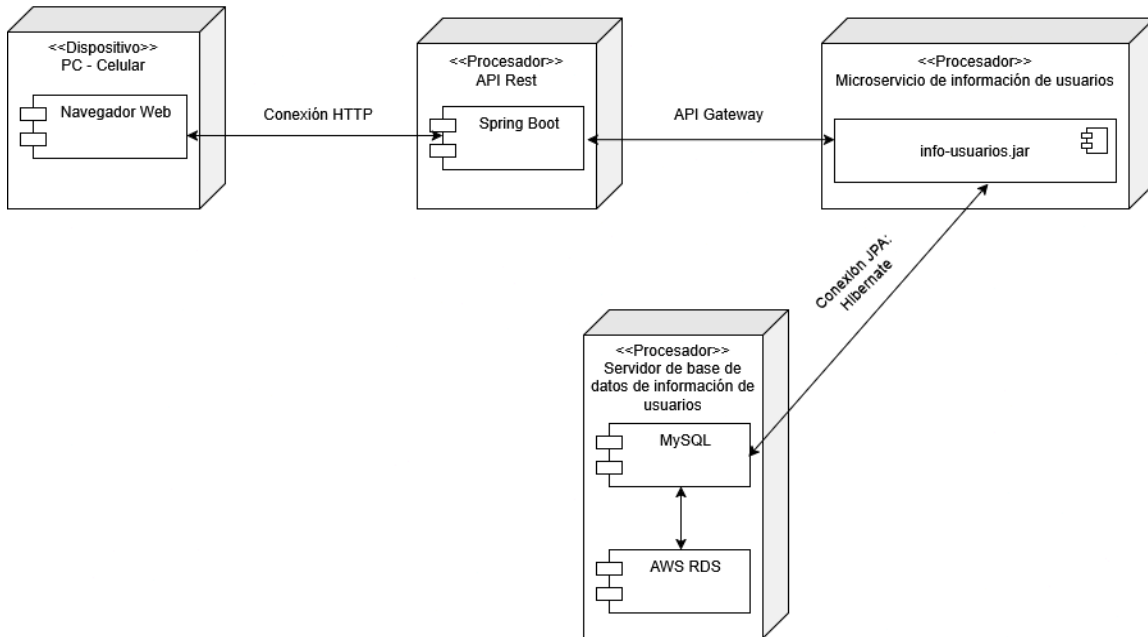 <<Dispositivo>>
PC - Celular
Navegador Web
Conexión HTTP
<<Procesador>>
API Rest
Spring Boot
API Gateway
<<Procesador>>
Microservicio de información de usuarios
info-usuarios.jar
Conexión JPA:
Hibernate
<<Procesador>>
Servidor de base de
datos de información de
usuarios
MySQL
AWS RDS